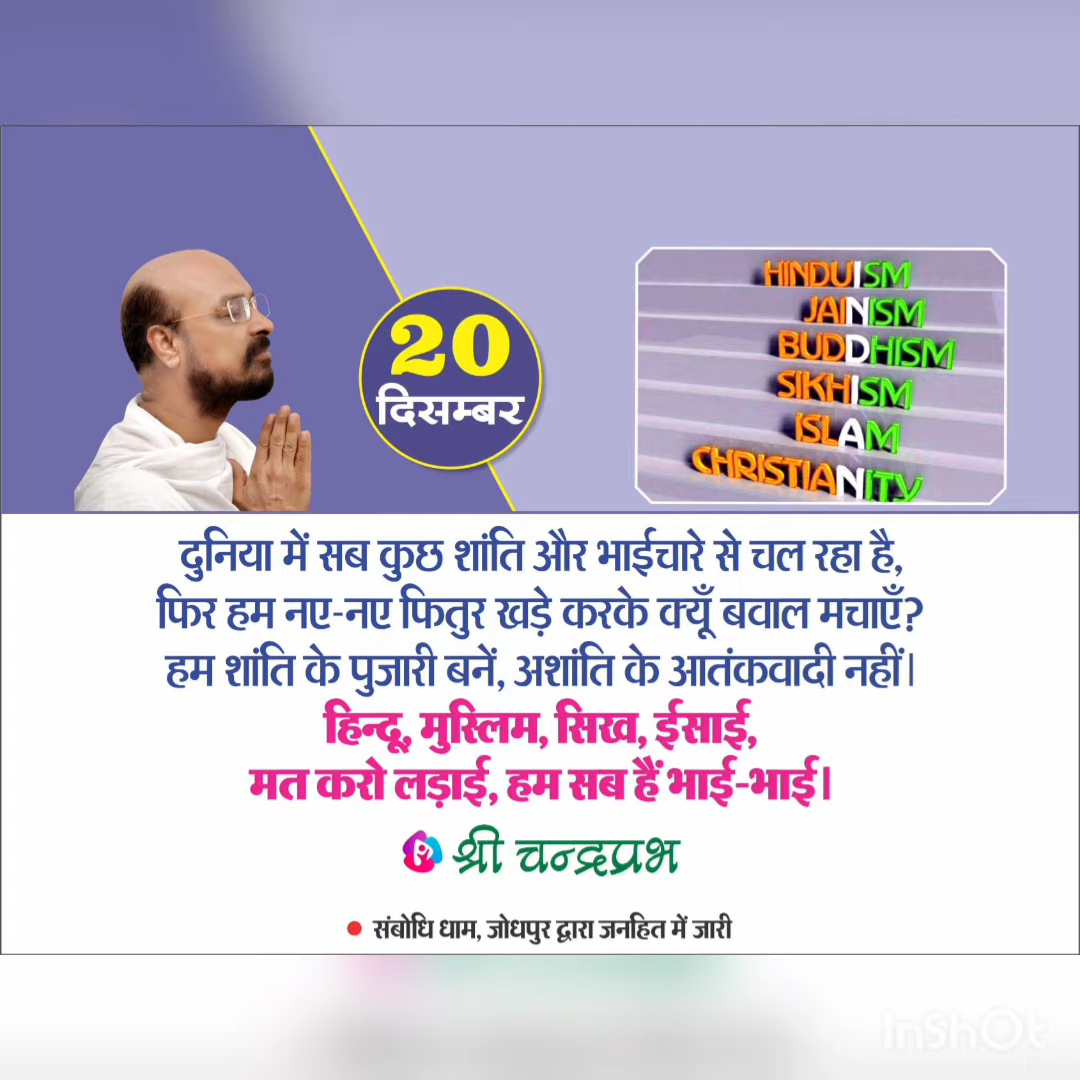 20
दिसम्बर
HINDUISM
JAINISM
BUDDHISM
SIKHISM
ISLAM
CHRISTIANITY
दुनिया में सब कुछ शांति और भाईचारे से चल रहा है,
फिर हम नए-नए फितुर खड़े करके क्यूँ बवाल मचाएँ?
हम शांति के पुजारी बनें, अशांति के आतंकवादी नहीं।
हिन्दू, मुस्लिम, सिख, ईसाई,
मत करो लड़ाई, हम सब हैं भाई-भाई।
श्री चन्द्रप्रभ
संबोधि धाम, जोधपुर द्वारा जनहित में जारी
InShOt